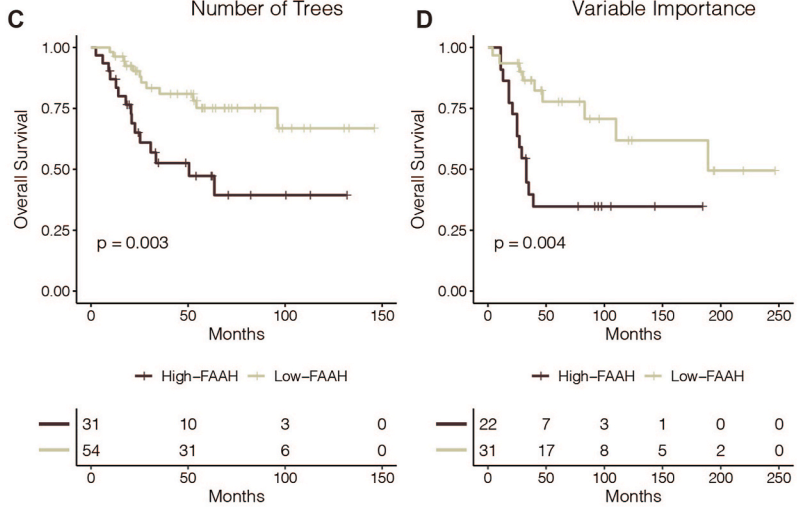 Number of Trees
Variable Importance
C
D
1.00
0.75
0.50
0.25
0.00
Overall Survival
p = 0.003
0 50 100 150
Months
1.00
0.75
0.50
0.25
0.00
Overall Survival
p = 0.004
0 50 100 150 200 250
Months
High-FAAH Low-FAAH
High-FAAH Low-FAAH
31 10 3 0
54 31 6 0
0 50 100 150
Months
22 7 3 1 0 0
31 17 8 5 2 0
0 50 100 150 200 250
Months